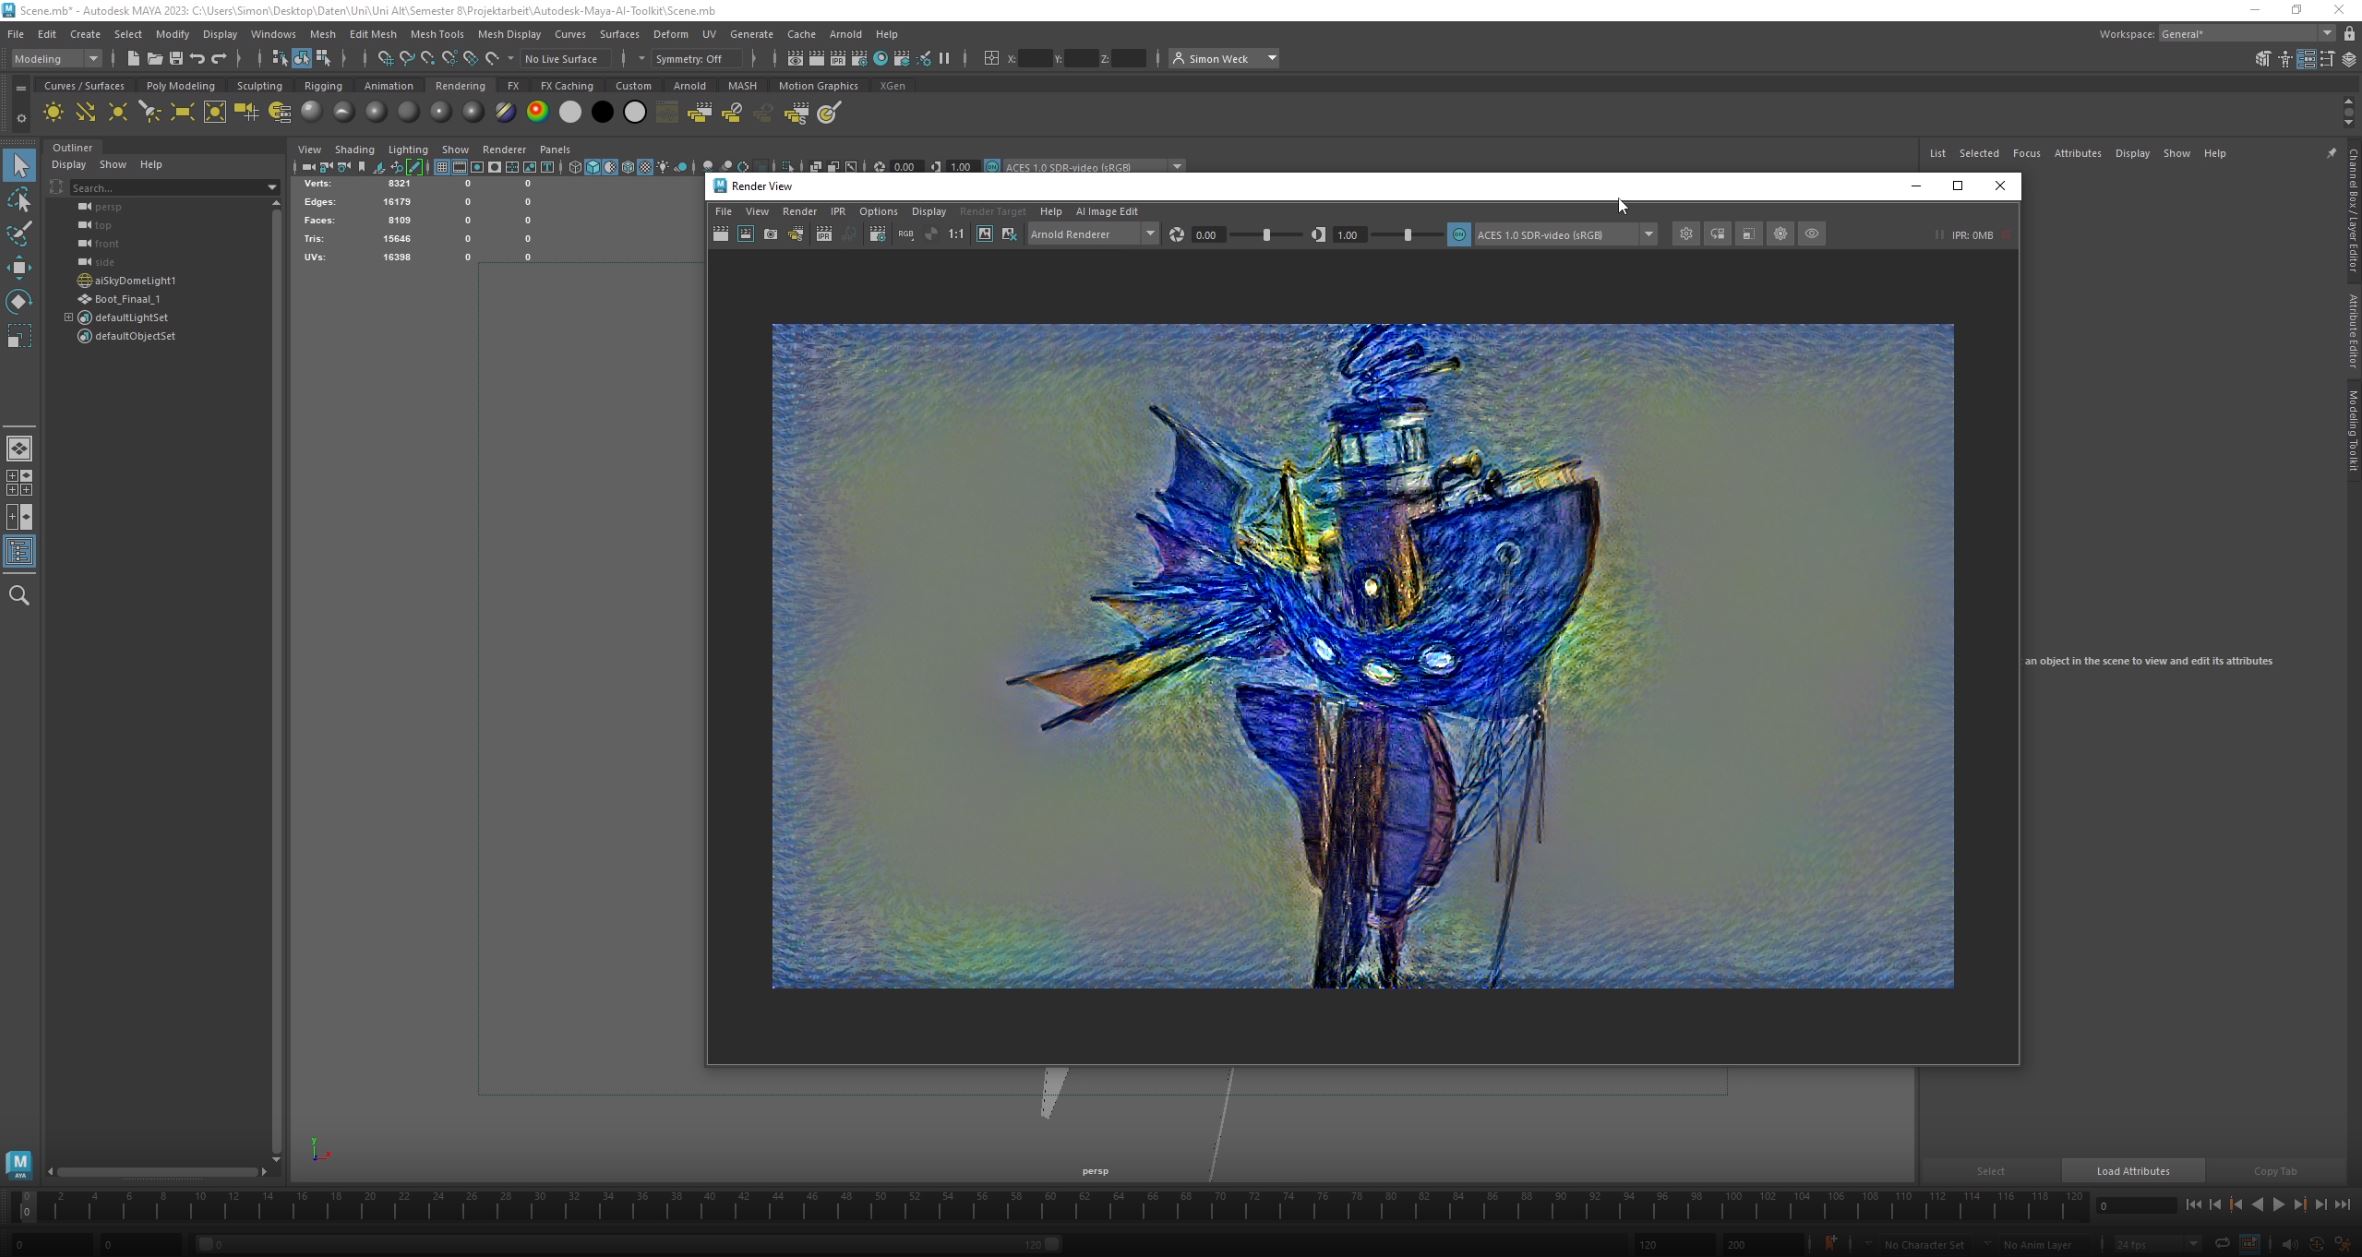 Scene.mb* - Autodesk MAYA 2023: C:\Users\Simon\Desktop\Daten\Uni\Uni Alt\Semester 8\Projektarbeit\Autodesk-Maya-AI-Toolkit\Scene.mb
File Edit Create Select Modify Display Windows Mesh Edit Mesh Mesh Tools Mesh Display Curves Surfaces Deform UV Generate Cache Arnold Help
Workspace: General*
Modeling No Live Surface Symmetry: Off X: Y: Z: Simon Weck
Curves / Surfaces Poly Modeling Sculpting Rigging Animation Rendering FX FX Caching Custom Arnold MASH Motion Graphics XGen
Outliner
Display Show Help
Search...
persp
top
front
side
aiSkyDomeLight1
Boot_Finaal_1
defaultLightSet
defaultObjectSet
View Shading Lighting Show Renderer Panels
0.00 1.00 ACES 1.0 SDR-video (sRGB)
Verts: 8321 0 0
Edges: 16179 0 0
Faces: 8109 0 0
Tris: 15646 0 0
UVs: 16398 0 0
Render View
File View Render IPR Options Display Render Target Help AI Image Edit
IPR RGB 1:1 Arnold Renderer 0.00 1.00 ON ACES 1.0 SDR-video (sRGB) IPR: 0MB
List Selected Focus Attributes Display Show Help
Channel Box / Layer Editor
Attribute Editor
Modeling Toolkit
an object in the scene to view and edit its attributes
y
x
persp
Select Load Attributes Copy Tab
M
AYA
0 2 4 6 8 10 12 14 16 18 20 22 24 26 28 30 32 34 36 38 40 42 44 46 48 50 52 54 56 58 60 62 64 66 68 70 72 74 76 78 80 82 84 86 88 90 92 94 96 98 100 102 104 106 108 110 112 114 116 118 120
0 0
0 0 0 120 120 200 No Character Set No Anim Layer 24 fps